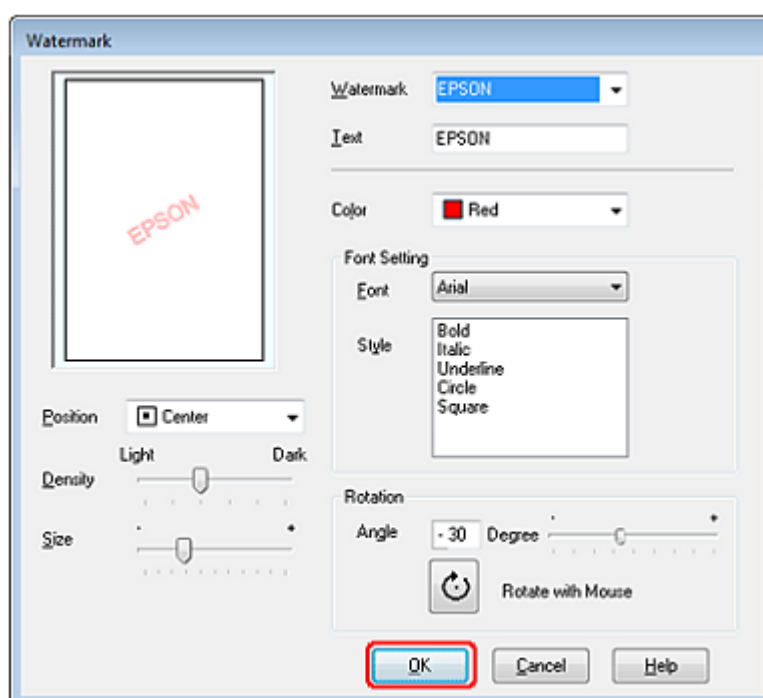 Watermark
EPSON
Watermark EPSON
Text EPSON
Color Red
Font Setting
Font Arial
Style
Bold
Italic
Underline
Circle
Square
Position Center
Light Dark
Density
Size - +
Rotation
- +
Angle - 30 Degree
Rotate with Mouse
OK Cancel Help